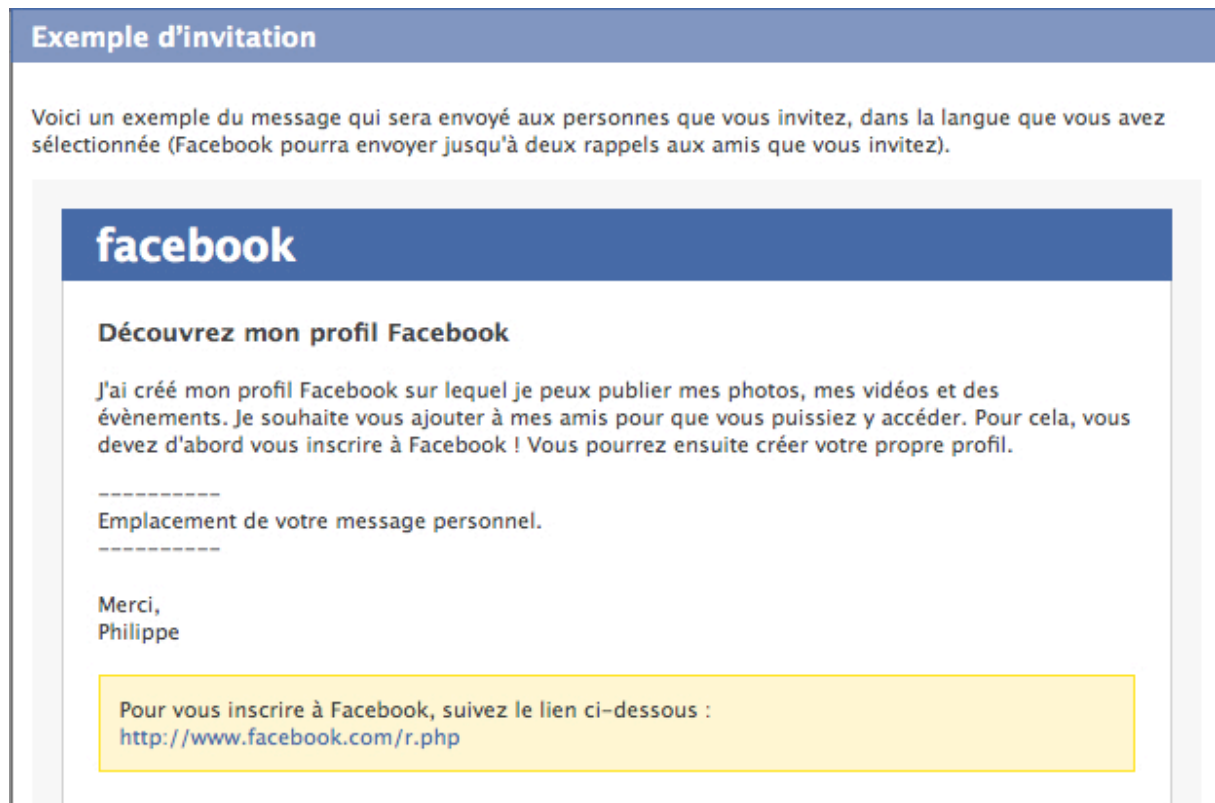 Exemple d’invitation
Voici un exemple du message qui sera envoyé aux personnes que vous invitez, dans la langue que vous avez
sélectionnée (Facebook pourra envoyer jusqu'à deux rappels aux amis que vous invitez).
facebook
Découvrez mon profil Facebook
J'ai créé mon profil Facebook sur lequel je peux publier mes photos, mes vidéos et des
évènements. Je souhaite vous ajouter à mes amis pour que vous puissiez y accéder. Pour cela, vous
devez d'abord vous inscrire à Facebook ! Vous pourrez ensuite créer votre propre profil.
----------
Emplacement de votre message personnel.
----------
Merci,
Philippe
Pour vous inscrire à Facebook, suivez le lien ci-dessous :
http://www.facebook.com/r.php